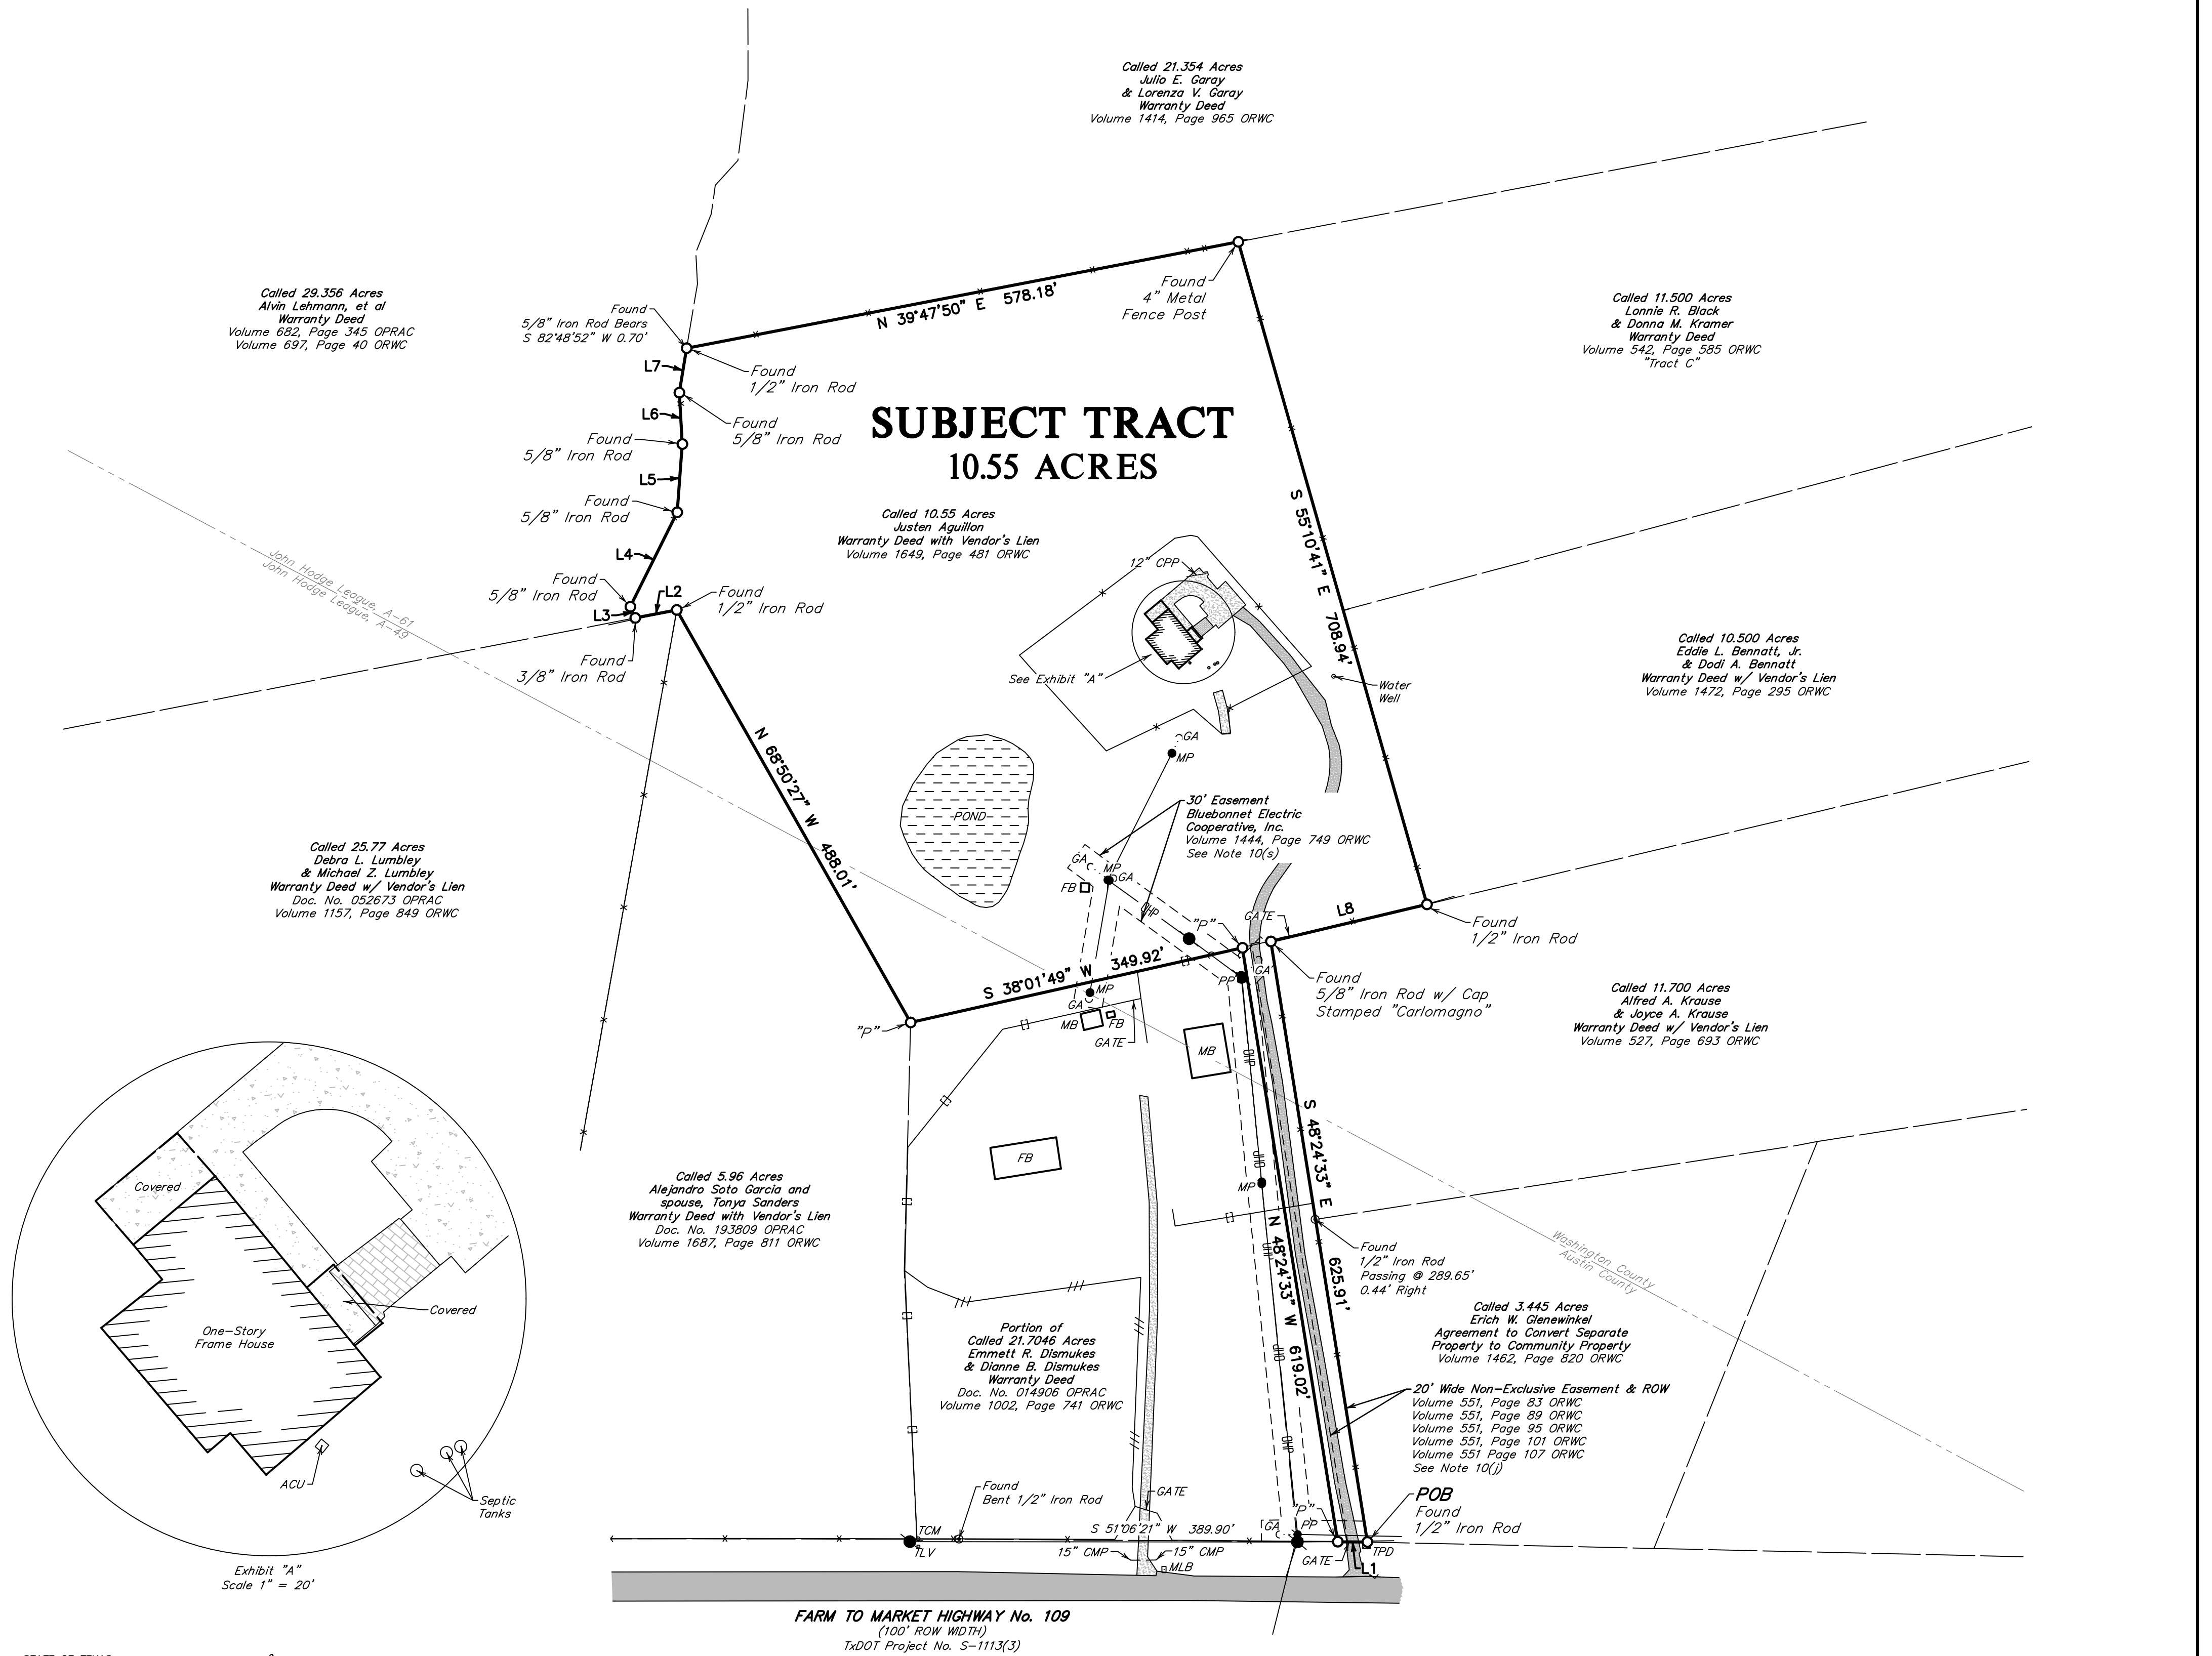 Called 21.354 Acres
Julio E. Garay
& Lorenza V. Garay
Warranty Deed
Volume 1414, Page 965 ORWC
Called 29.356 Acres
Alvin Lehmann, et al
Warranty Deed
Volume 682, Page 345 OPRAC
Volume 697, Page 40 ORWC
Found
5/8" Iron Rod Bears
S 82°48'52" W 0.70'
N 39°47'50" E 578.18'
Found
4" Metal
Fence Post
Called 11.500 Acres
Lonnie R. Black
& Donna M. Kramer
Warranty Deed
Volume 542, Page 585 ORWC
"Tract C"
L7
Found
1/2" Iron Rod
L6
Found
5/8" Iron Rod
Found
5/8" Iron Rod
SUBJECT TRACT
10.55 ACRES
L5
Found
5/8" Iron Rod
Called 10.55 Acres
Justen Aguillon
Warranty Deed with Vendor's Lien
Volume 1649, Page 481 ORWC
S 55°10'41" E 708.94'
L4
John Hodge League, A-61
John Hodge League, A-49
Found
5/8" Iron Rod
L3
L2
Found
1/2" Iron Rod
Found
3/8" Iron Rod
12" CPP
See Exhibit "A"
Water
Well
Called 10.500 Acres
Eddie L. Bennatt, Jr.
& Dodi A. Bennatt
Warranty Deed w/ Vendor's Lien
Volume 1472, Page 295 ORWC
N 68°50'27" W 488.01'
GA
MP
POND
30' Easement
Bluebonnet Electric
Cooperative, Inc.
Volume 1444, Page 749 ORWC
See Note 10(s)
Called 25.77 Acres
Debra L. Lumbley
& Michael Z. Lumbley
Warranty Deed w/ Vendor's Lien
Doc. No. 052673 OPRAC
Volume 1157, Page 849 ORWC
GA
MP
GA
FB
OHP
"P"
GATE
L8
Found
1/2" Iron Rod
S 38°01'49" W 349.92'
PP
GA
Found
5/8" Iron Rod w/ Cap
Stamped "Carlomagno"
MP
GA
MB
FB
GATE
"P"
MB
OHP
Called 11.700 Acres
Alfred A. Krause
& Joyce A. Krause
Warranty Deed w/ Vendor's Lien
Volume 527, Page 693 ORWC
S 48°24'33" E 625.91'
FB
OHP
MP
Covered
Covered
One-Story
Frame House
ACU
Septic
Tanks
Exhibit "A"
Scale 1" = 20'
Called 5.96 Acres
Alejandro Soto Garcia and
spouse, Tonya Sanders
Warranty Deed with Vendor's Lien
Doc. No. 193809 OPRAC
Volume 1687, Page 811 ORWC
N 48°24'33" W 619.02'
OHP
OHP
OHP
Found
1/2" Iron Rod
Passing @ 289.65'
0.44' Right
Washington County
Austin County
Portion of
Called 21.7046 Acres
Emmett R. Dismukes
& Dianne B. Dismukes
Warranty Deed
Doc. No. 014906 OPRAC
Volume 1002, Page 741 ORWC
Called 3.445 Acres
Erich W. Glenewinkel
Agreement to Convert Separate
Property to Community Property
Volume 1462, Page 820 ORWC
20' Wide Non-Exclusive Easement & ROW
Volume 551, Page 83 ORWC
Volume 551, Page 89 ORWC
Volume 551, Page 95 ORWC
Volume 551, Page 101 ORWC
Volume 551 Page 107 ORWC
See Note 10(j)
Found
Bent 1/2" Iron Rod
GATE
S 51°06'21" W 389.90'
TCM
TLV
15" CMP
15" CMP
MLB
GA
PP
"P"
GATE
L1
TPD
POB
Found
1/2" Iron Rod
FARM TO MARKET HIGHWAY No. 109
(100' ROW WIDTH)
TxDOT Project No. S-1113(3)